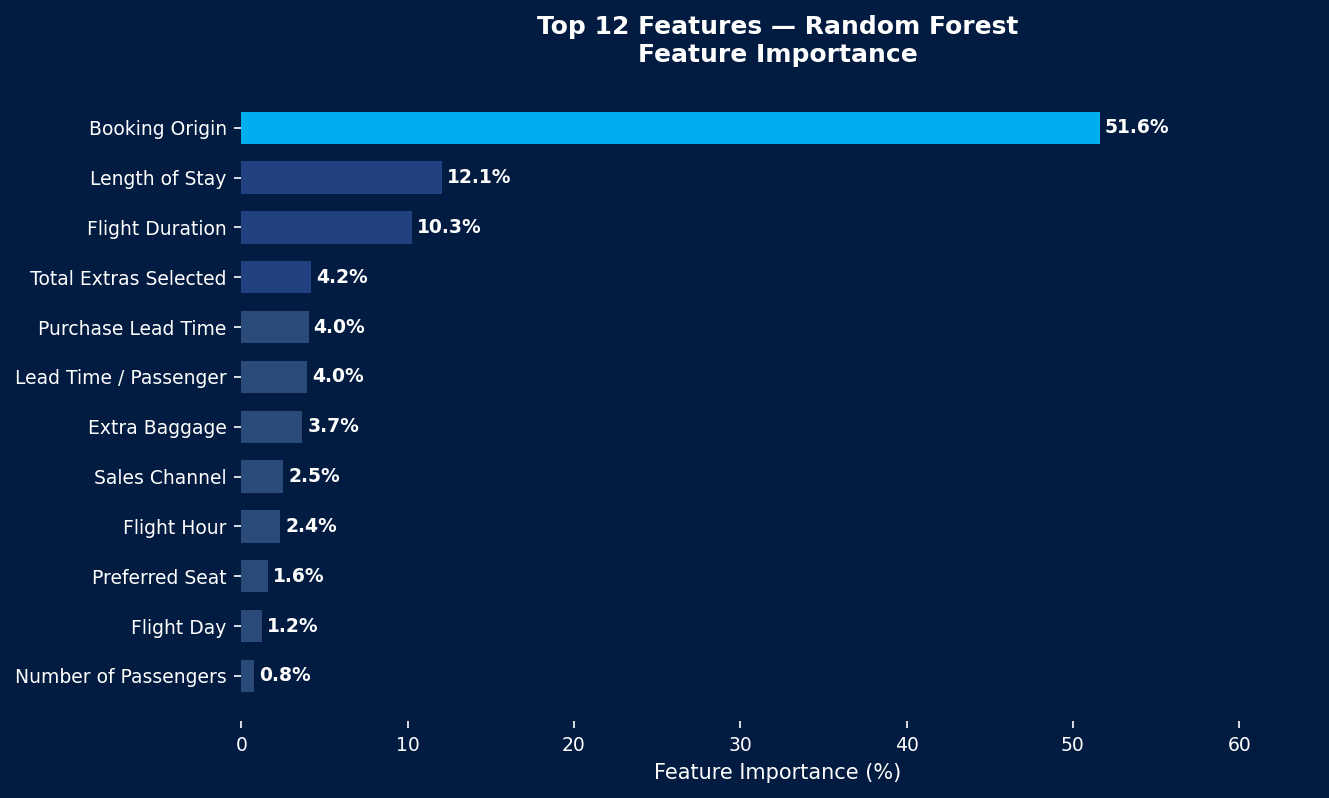 Top 12 Features — Random Forest
Feature Importance
Booking Origin 51.6%
Length of Stay 12.1%
Flight Duration 10.3%
Total Extras Selected 4.2%
Purchase Lead Time 4.0%
Lead Time / Passenger 4.0%
Extra Baggage 3.7%
Sales Channel 2.5%
Flight Hour 2.4%
Preferred Seat 1.6%
Flight Day 1.2%
Number of Passengers 0.8%
0 10 20 30 40 50 60
Feature Importance (%)